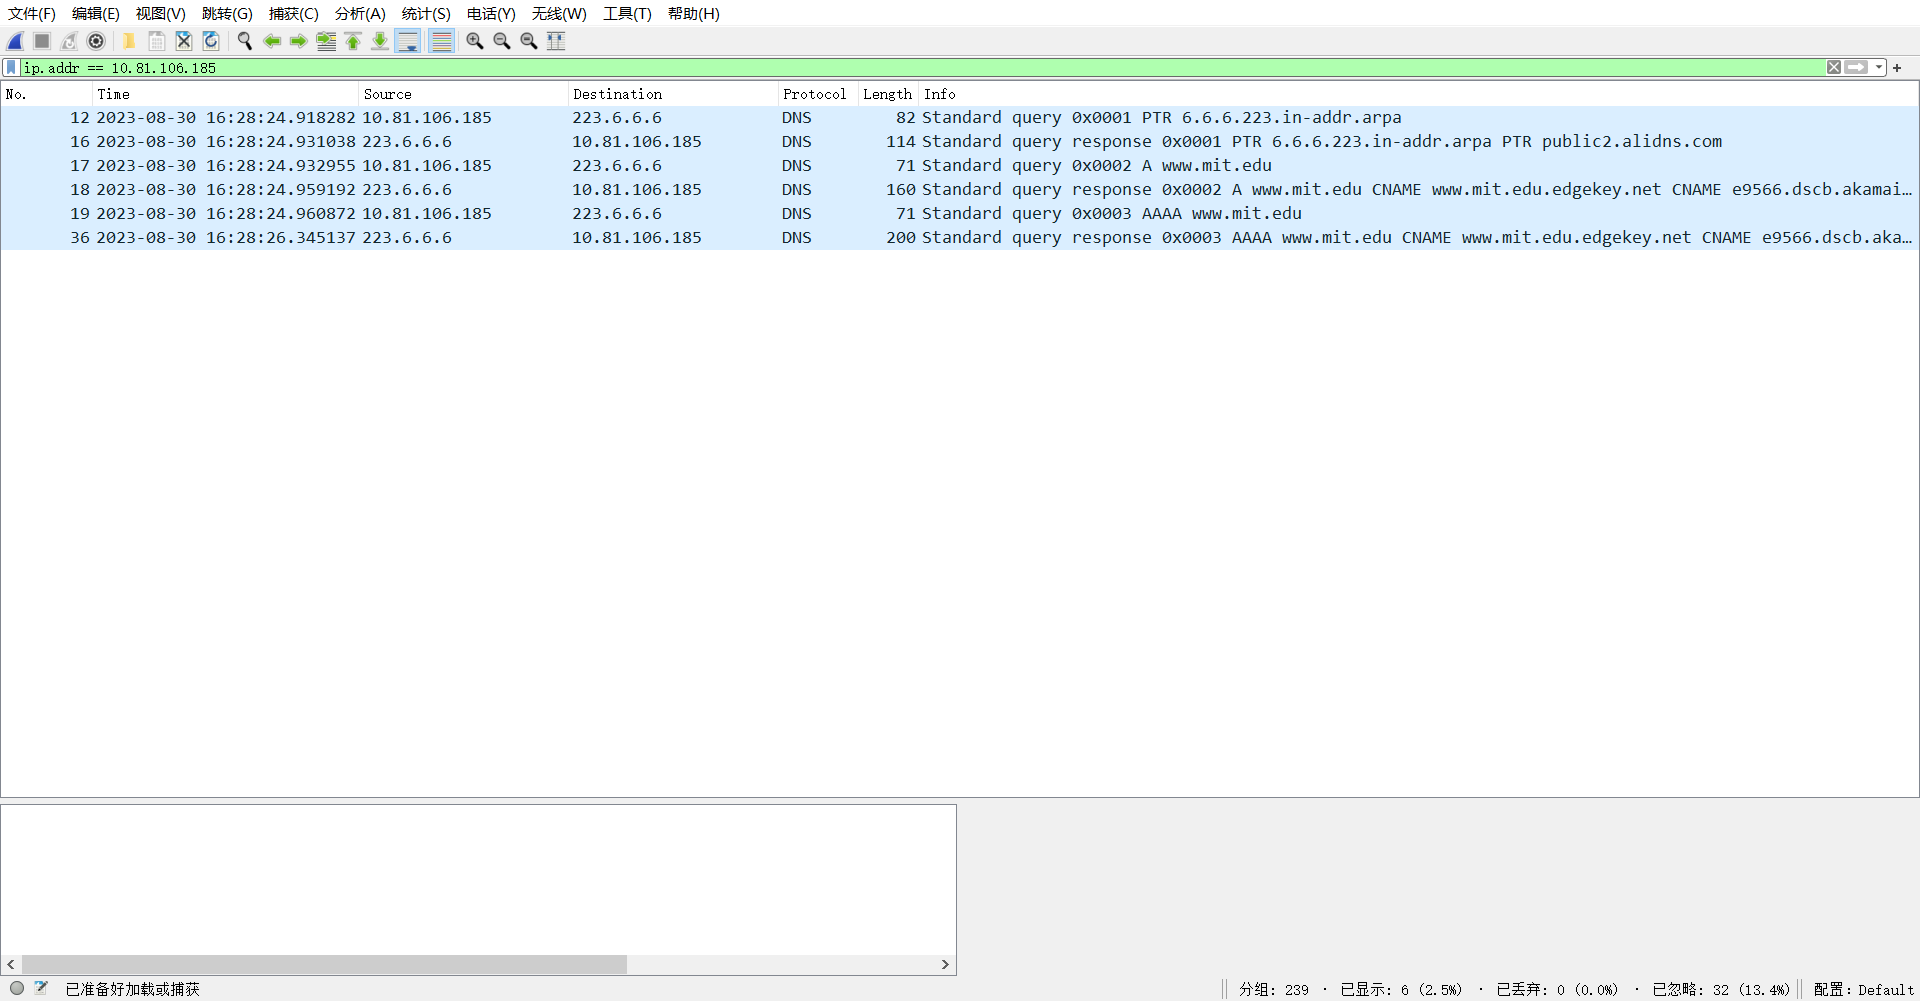 文件(F) 编辑(E) 视图(V) 跳转(G) 捕获(C) 分析(A) 统计(S) 电话(Y) 无线(W) 工具(T) 帮助(H)
ip.addr == 10.81.106.185
No. Time Source Destination Protocol Length Info
12 2023-08-30 16:28:24.918282 10.81.106.185 223.6.6.6 DNS 82 Standard query 0x0001 PTR 6.6.6.223.in-addr.arpa
16 2023-08-30 16:28:24.931038 223.6.6.6 10.81.106.185 DNS 114 Standard query response 0x0001 PTR 6.6.6.223.in-addr.arpa PTR public2.alidns.com
17 2023-08-30 16:28:24.932955 10.81.106.185 223.6.6.6 DNS 71 Standard query 0x0002 A www.mit.edu
18 2023-08-30 16:28:24.959192 223.6.6.6 10.81.106.185 DNS 160 Standard query response 0x0002 A www.mit.edu CNAME www.mit.edu.edgekey.net CNAME e9566.dscb.akamai…
19 2023-08-30 16:28:24.960872 10.81.106.185 223.6.6.6 DNS 71 Standard query 0x0003 AAAA www.mit.edu
36 2023-08-30 16:28:26.345137 223.6.6.6 10.81.106.185 DNS 200 Standard query response 0x0003 AAAA www.mit.edu CNAME www.mit.edu.edgekey.net CNAME e9566.dscb.aka…
已准备好加载或捕获 分组: 239 · 已显示: 6 (2.5%) · 已丢弃: 0 (0.0%) · 已忽略: 32 (13.4%) 配置: Default